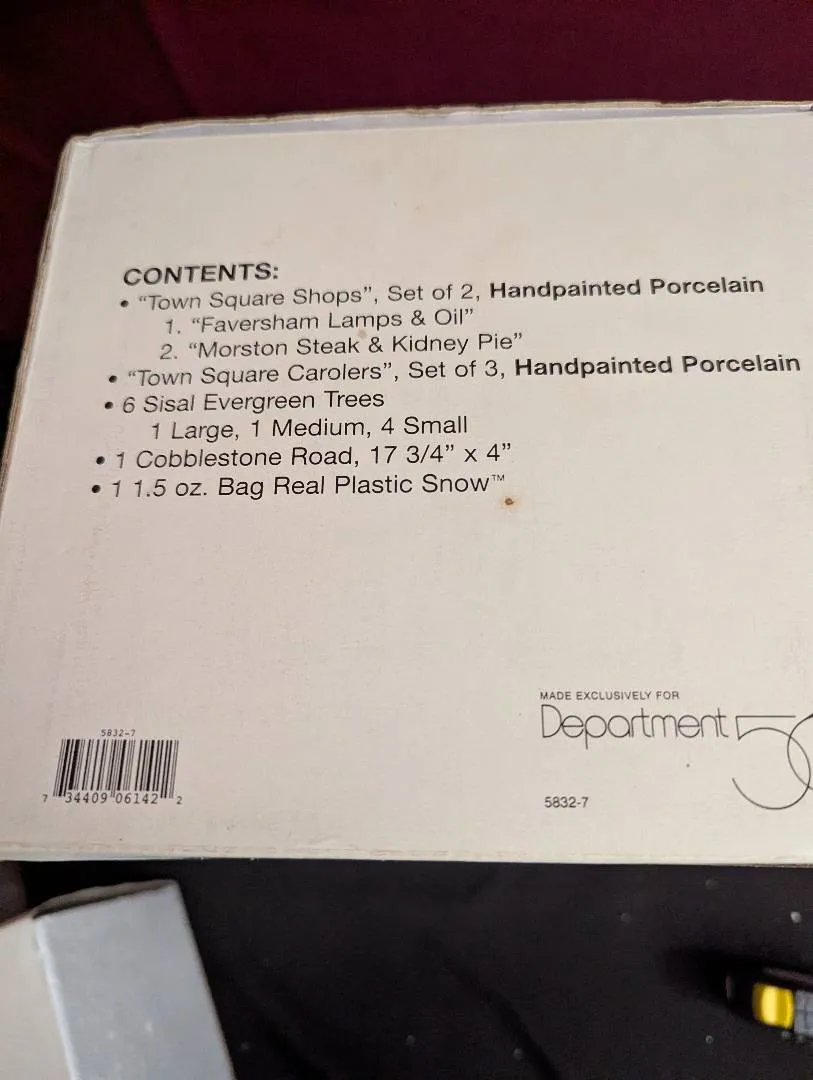 CONTENTS:
• “Town Square Shops”, Set of 2, Handpainted Porcelain
1. “Faversham Lamps & Oil”
2. “Morston Steak & Kidney Pie”
• “Town Square Carolers”, Set of 3, Handpainted Porcelain
• 6 Sisal Evergreen Trees
1 Large, 1 Medium, 4 Small
• 1 Cobblestone Road, 17 3/4” x 4”
• 1 1.5 oz. Bag Real Plastic Snow™
MADE EXCLUSIVELY FOR
Department 5
5832-7
5832-7
7 34409 06142 2